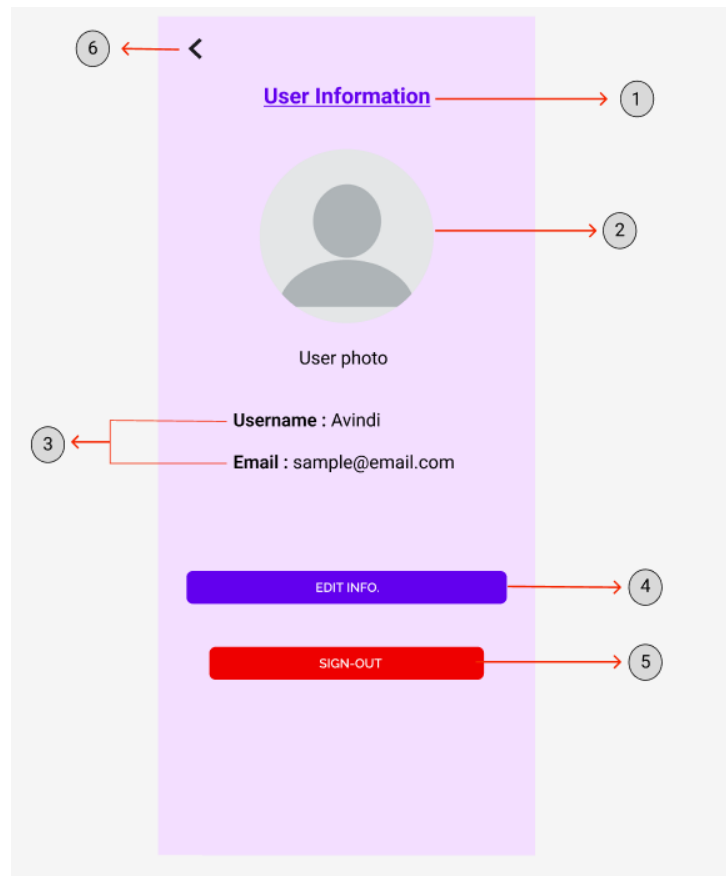 6
User Information
1
2
User photo
Username : Avindi
3
Email : sample@email.com
EDIT INFO.
4
SIGN-OUT
5